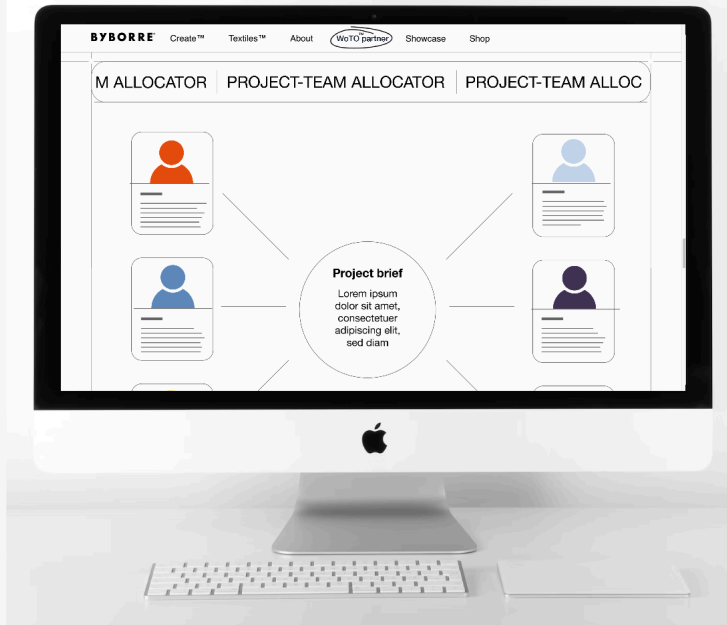 BYBORRE Create™ Textiles™ About WoTO™ partner Showcase Shop
M ALLOCATOR PROJECT-TEAM ALLOCATOR PROJECT-TEAM ALLOC
Project brief
Lorem ipsum
dolor sit amet,
consectetuer
adipiscing elit,
sed diam